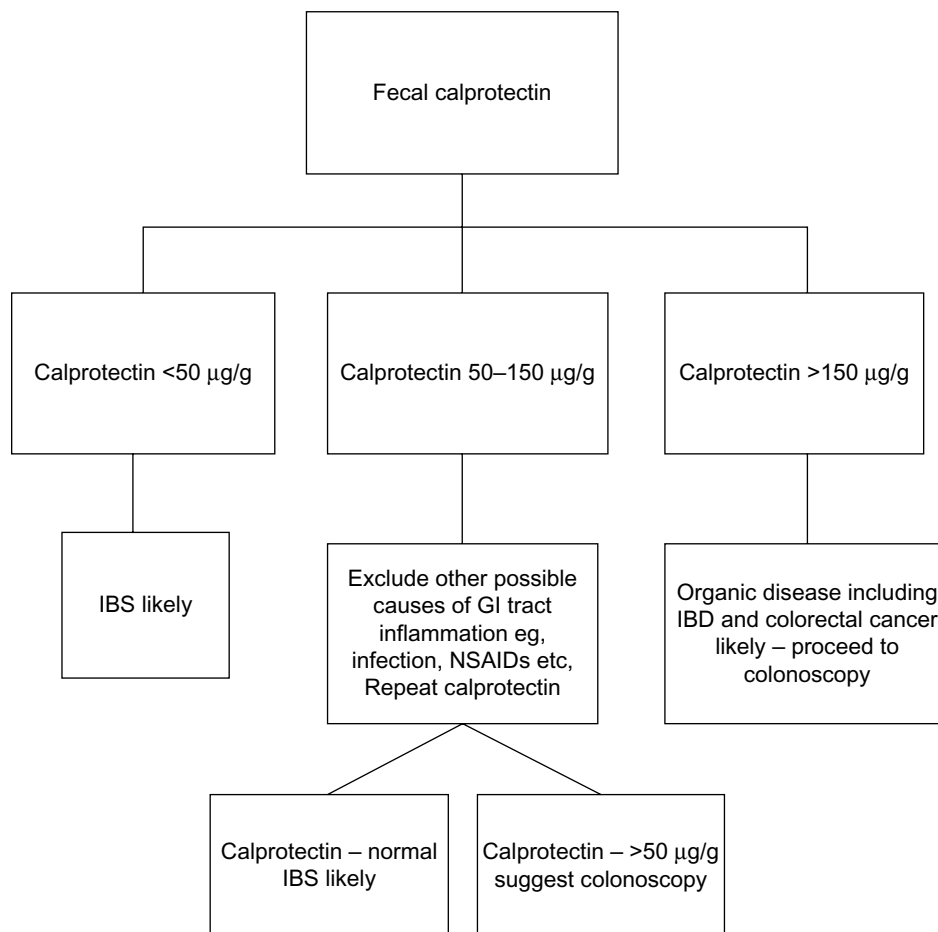 Fecal calprotectin
Calprotectin <50 μg/g
Calprotectin 50–150 μg/g
Calprotectin >150 μg/g
IBS likely
Exclude other possible
causes of GI tract
inflammation eg,
infection, NSAIDs etc,
Repeat calprotectin
Organic disease including
IBD and colorectal cancer
likely – proceed to
colonoscopy
Calprotectin – normal
IBS likely
Calprotectin – >50 μg/g
suggest colonoscopy